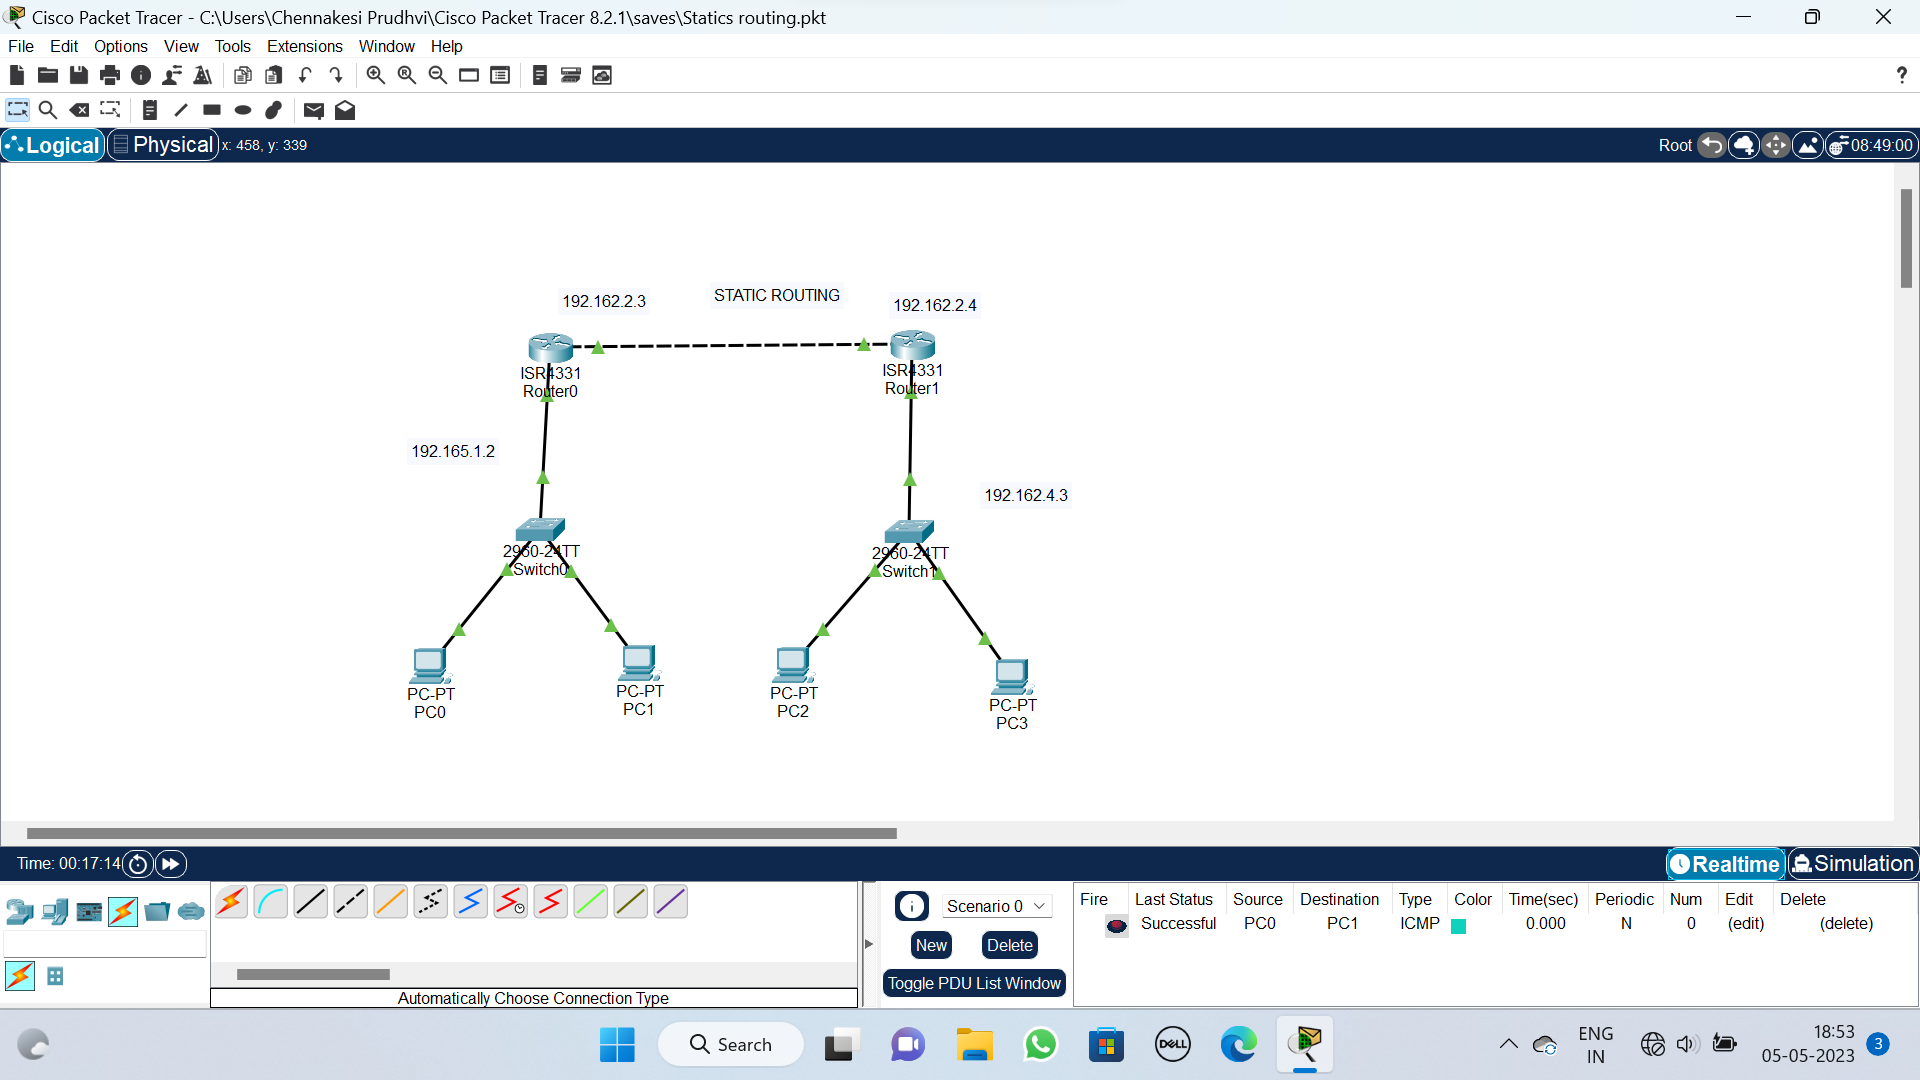 Cisco Packet Tracer - C:\Users\Chennakesi Prudhvi\Cisco Packet Tracer 8.2.1\saves\Statics routing.pkt
File Edit Options View Tools Extensions Window Help
?
Logical Physical x: 458, y: 339 Root 08:49:00
192.162.2.3 STATIC ROUTING 192.162.2.4
ISR4331
Router0
ISR4331
Router1
192.165.1.2
192.162.4.3
2960-24TT
Switch0
2960-24TT
Switch1
PC-PT
PC0
PC-PT
PC1
PC-PT
PC2
PC-PT
PC3
Time: 00:17:14 Realtime Simulation
Scenario 0
New Delete
Toggle PDU List Window
Automatically Choose Connection Type
Fire Last Status Source Destination Type Color Time(sec) Periodic Num Edit Delete
Successful PC0 PC1 ICMP 0.000 N 0 (edit) (delete)
Search
DELL
ENG
IN
18:53
05-05-2023
3